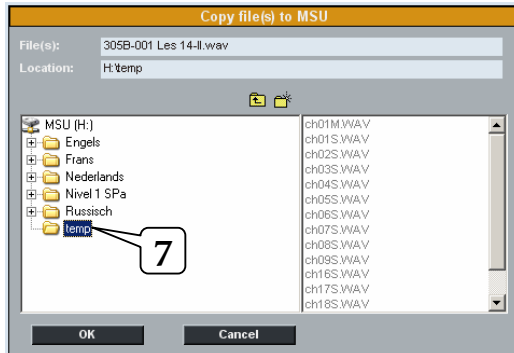 Copy file(s) to MSU
File(s): 305B-001 Les 14-II.wav
Location: H:\temp
MSU (H:)
Engels
Frans
Nederlands
Nivel 1 SPa
Russisch
temp
7
ch01M.WAV
ch01S.WAV
ch02S.WAV
ch03S.WAV
ch04S.WAV
ch05S.WAV
ch06S.WAV
ch07S.WAV
ch08S.WAV
ch09S.WAV
ch16S.WAV
ch17S.WAV
ch18S.WAV
OK Cancel